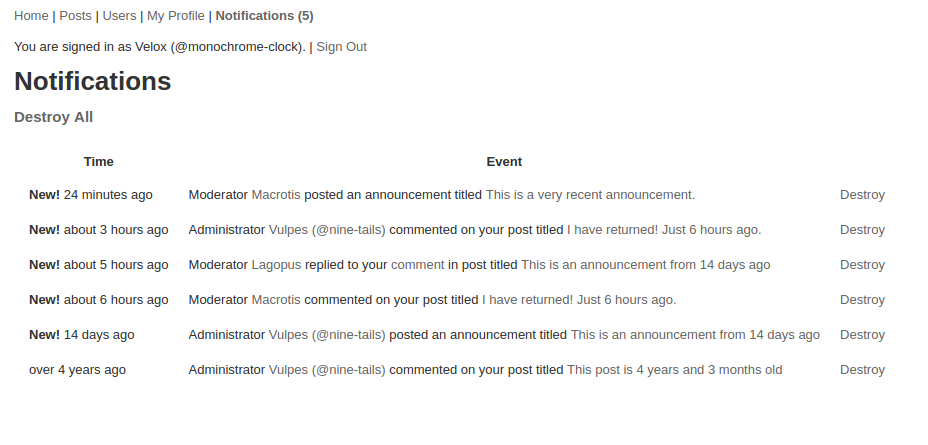 Home | Posts | Users | My Profile | Notifications (5)
You are signed in as Velox (@monochrome-clock). | Sign Out
Notifications
Destroy All
Time Event
New! 24 minutes ago Moderator Macrotis posted an announcement titled This is a very recent announcement. Destroy
New! about 3 hours ago Administrator Vulpes (@nine-tails) commented on your post titled I have returned! Just 6 hours ago. Destroy
New! about 5 hours ago Moderator Lagopus replied to your comment in post titled This is an announcement from 14 days ago Destroy
New! about 6 hours ago Moderator Macrotis commented on your post titled I have returned! Just 6 hours ago. Destroy
New! 14 days ago Administrator Vulpes (@nine-tails) posted an announcement titled This is an announcement from 14 days ago Destroy
over 4 years ago Administrator Vulpes (@nine-tails) commented on your post titled This post is 4 years and 3 months old Destroy